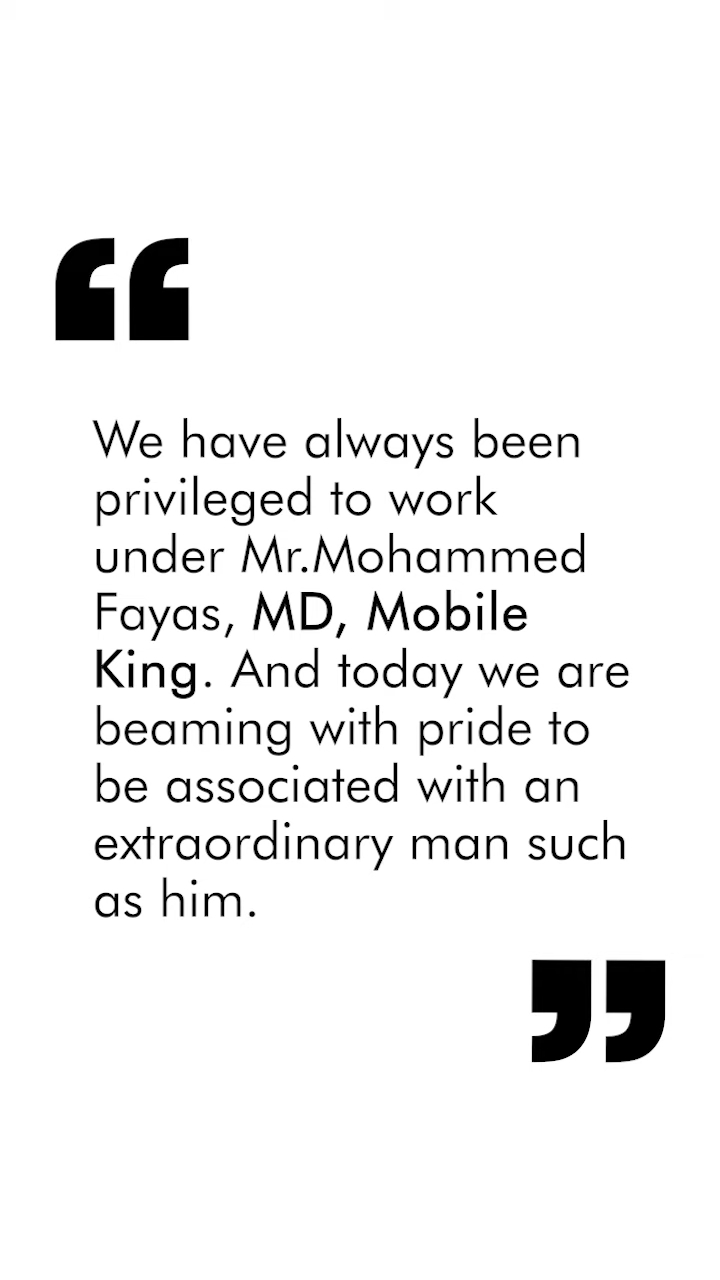 “
We have always been
privileged to work
under Mr.Mohammed
Fayas, MD, Mobile
King. And today we are
beaming with pride to
be associated with an
extraordinary man such
as him.
”